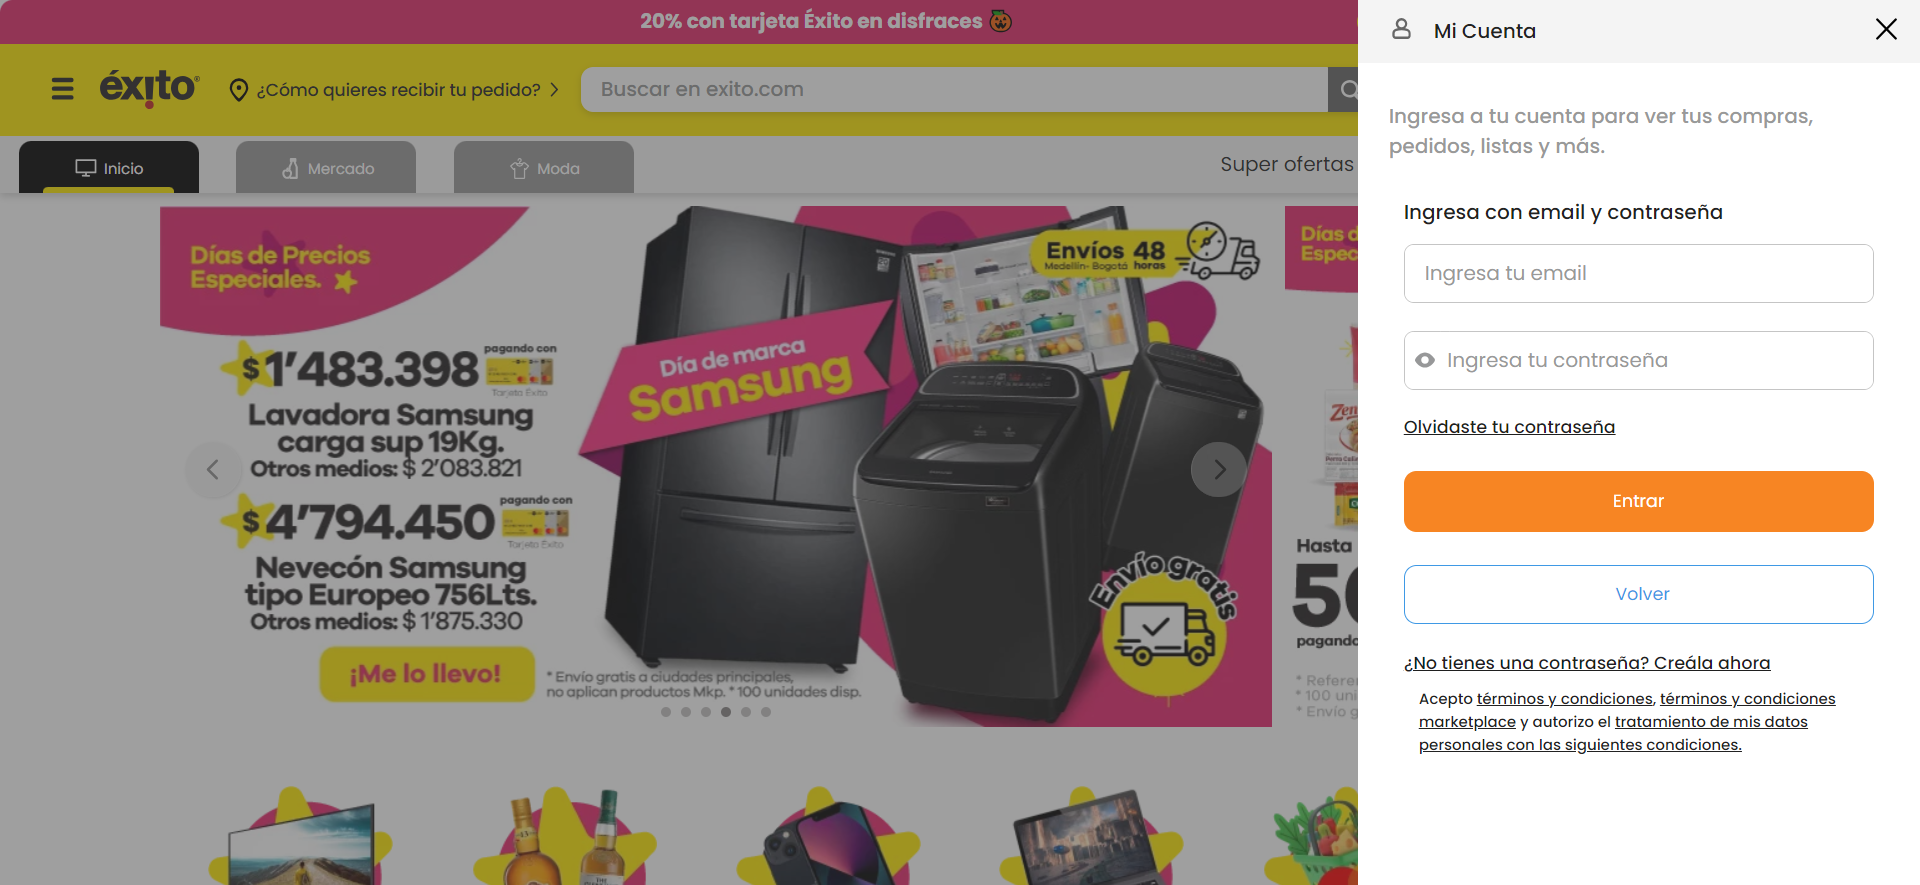 20% con tarjeta Éxito en disfraces
Mi Cuenta
éxito
¿Cómo quieres recibir tu pedido?
Buscar en exito.com
Inicio
Mercado
Moda
Super ofertas
Días de Precios
Especiales.
$1'483.398
pagando con
Tarjeta Éxito
Lavadora Samsung
carga sup 19Kg.
Otros medios: $ 2'083.821
$4'794.450
pagando con
Tarjeta Éxito
Nevecón Samsung
tipo Europeo 756Lts.
Otros medios: $ 1'875.330
¡Me lo llevo!
* Envío gratis a ciudades principales,
no aplican productos Mkp. * 100 unidades disp.
Día de marca
Samsung
Envíos 48
Medellín- Bogotá horas
Envío gratis
Días d
Espec
Hasta
50
pagando
* Referen
* 100 uni
* Envío g
Ingresa a tu cuenta para ver tus compras,
pedidos, listas y más.
Ingresa con email y contraseña
Ingresa tu email
Ingresa tu contraseña
Olvidaste tu contraseña
Entrar
Volver
¿No tienes una contraseña? Creála ahora
Acepto términos y condiciones, términos y condiciones
marketplace y autorizo el tratamiento de mis datos
personales con las siguientes condiciones.